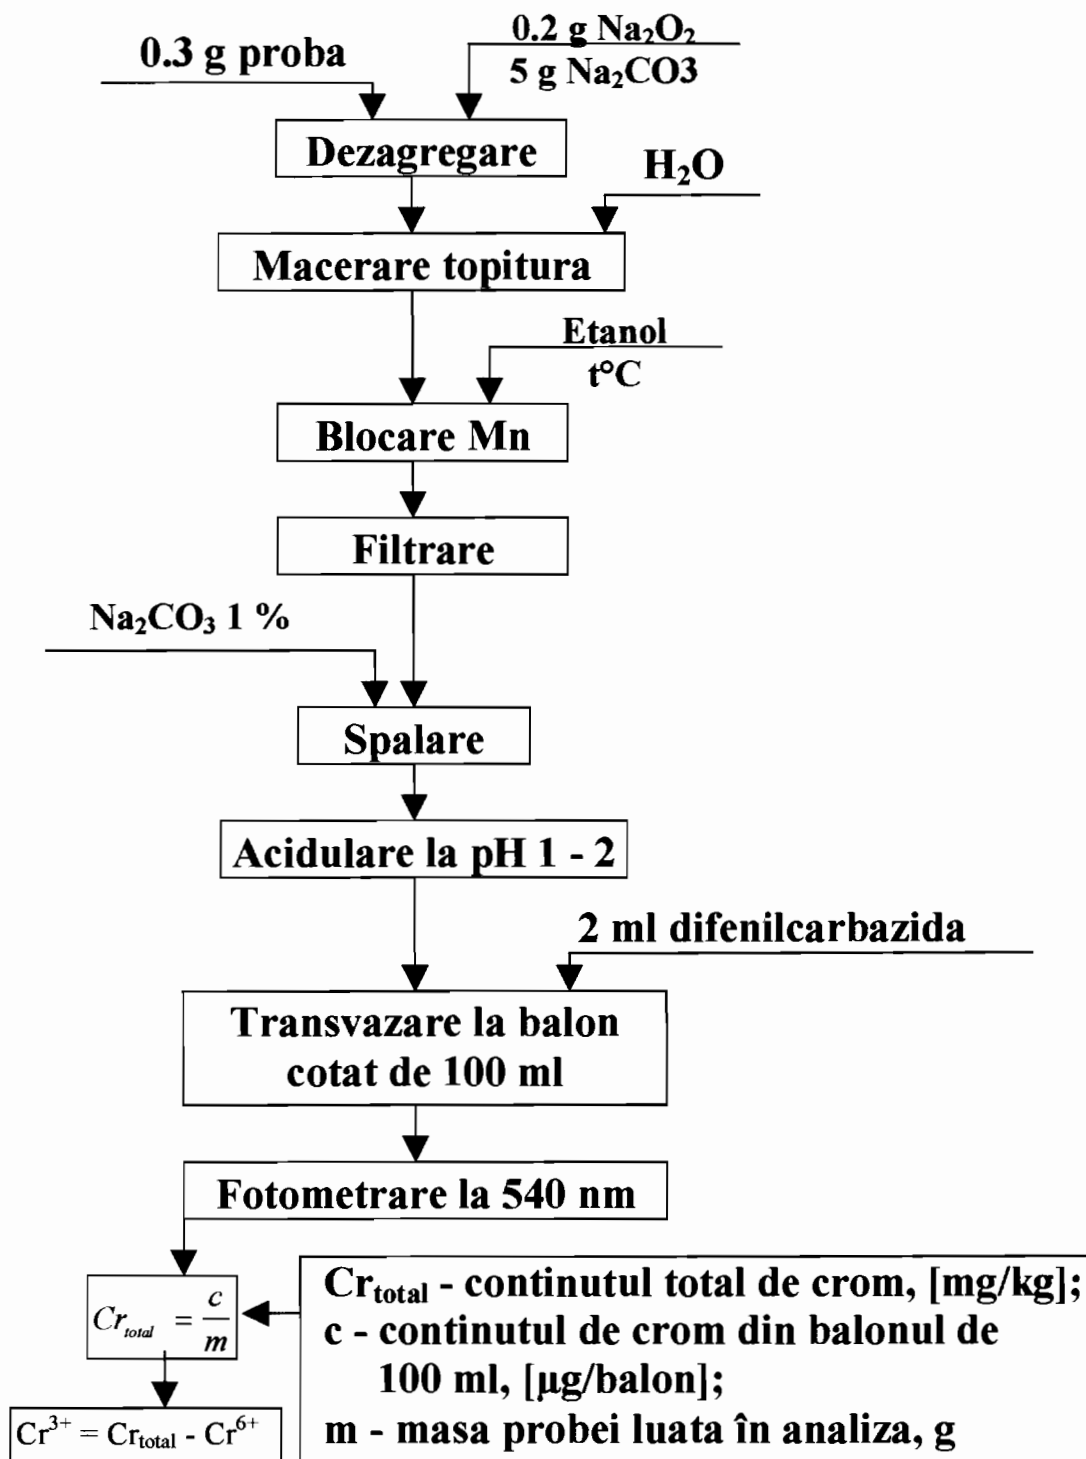 0.3 g proba
0.2 g Na₂O₂
5 g Na₂CO3
Dezagregare
H₂O
Macerare topitura
Etanol
t°C
Blocare Mn
Filtrare
Na₂CO₃ 1 %
Spalare
Acidulare la pH 1 - 2
2 ml difenilcarbazida
Transvazare la balon
cotat de 100 ml
Fotometrare la 540 nm
Cr_total = c/m
Cr_total - continutul total de crom, [mg/kg];
c - continutul de crom din balonul de
100 ml, [µg/balon];
m - masa probei luata în analiza, g
Cr³⁺ = Cr_total - Cr⁶⁺